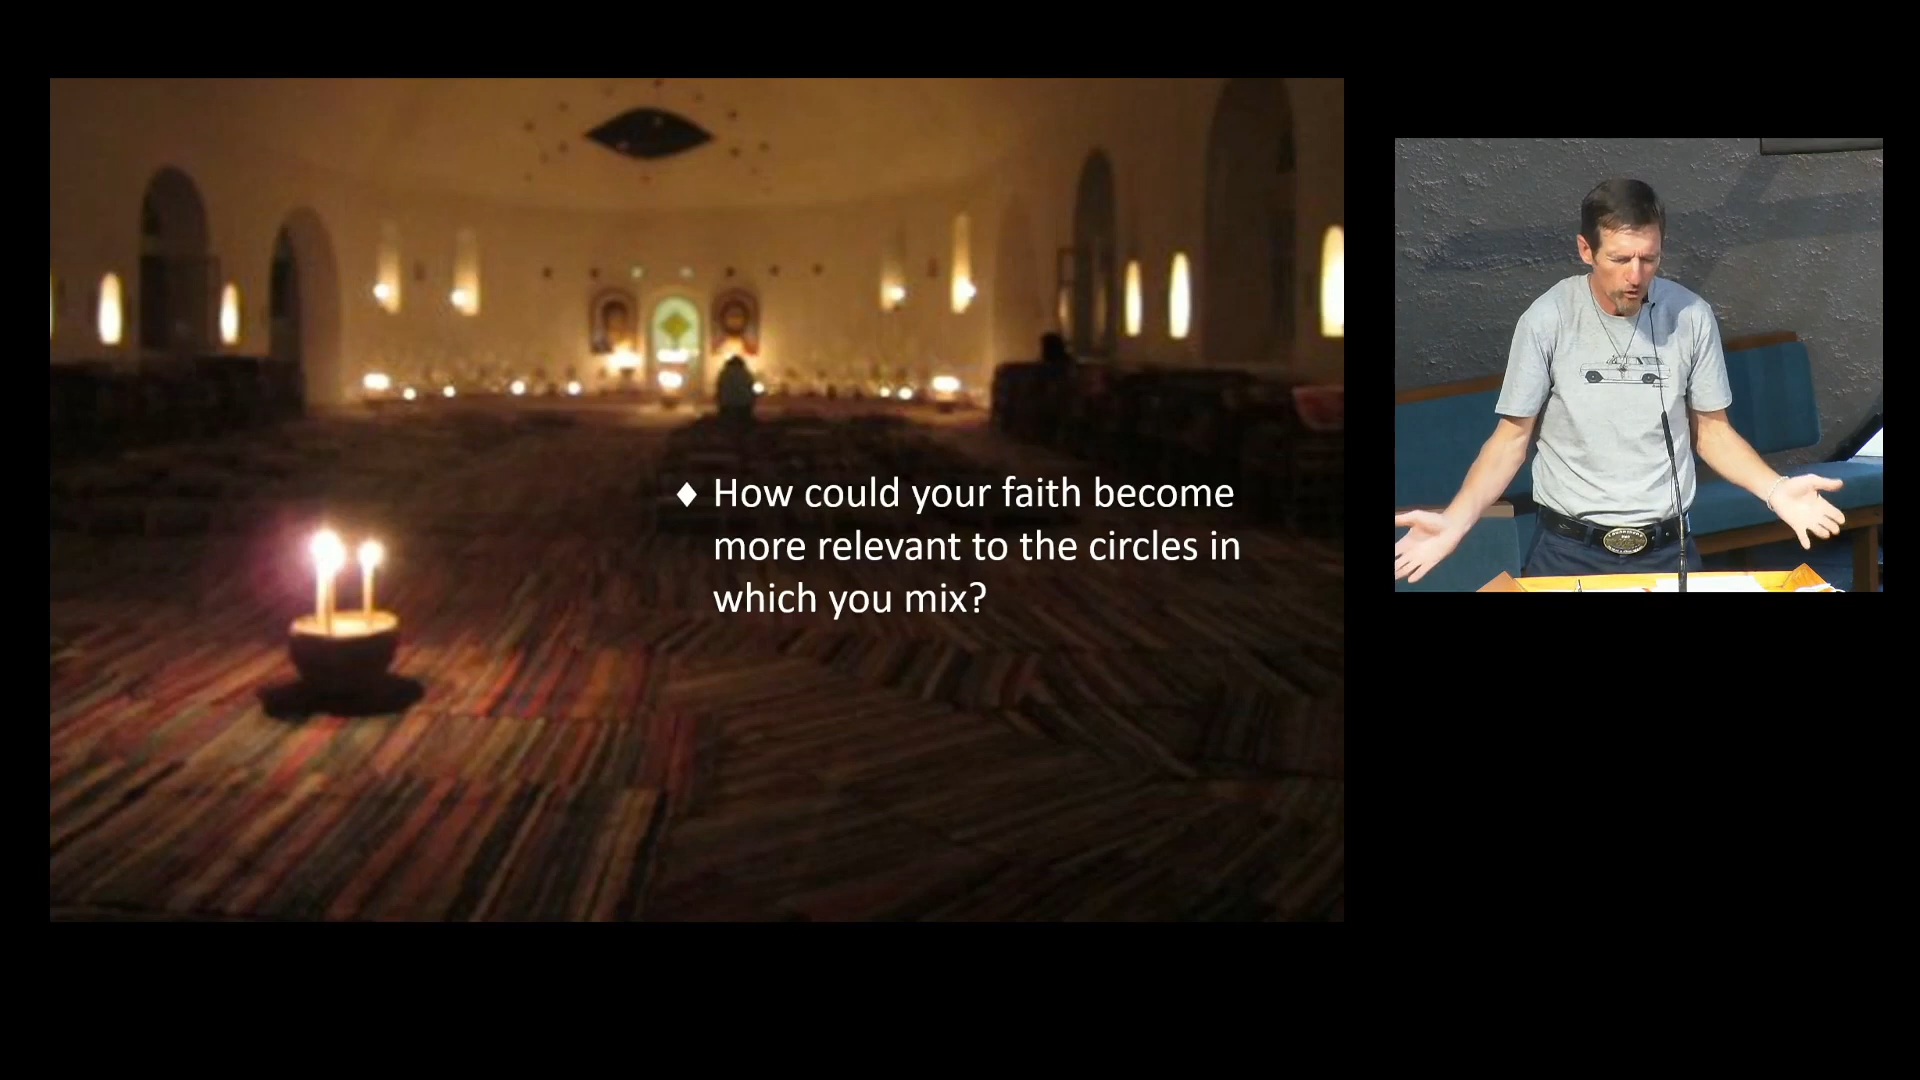 ♦ How could your faith become
more relevant to the circles in
which you mix?